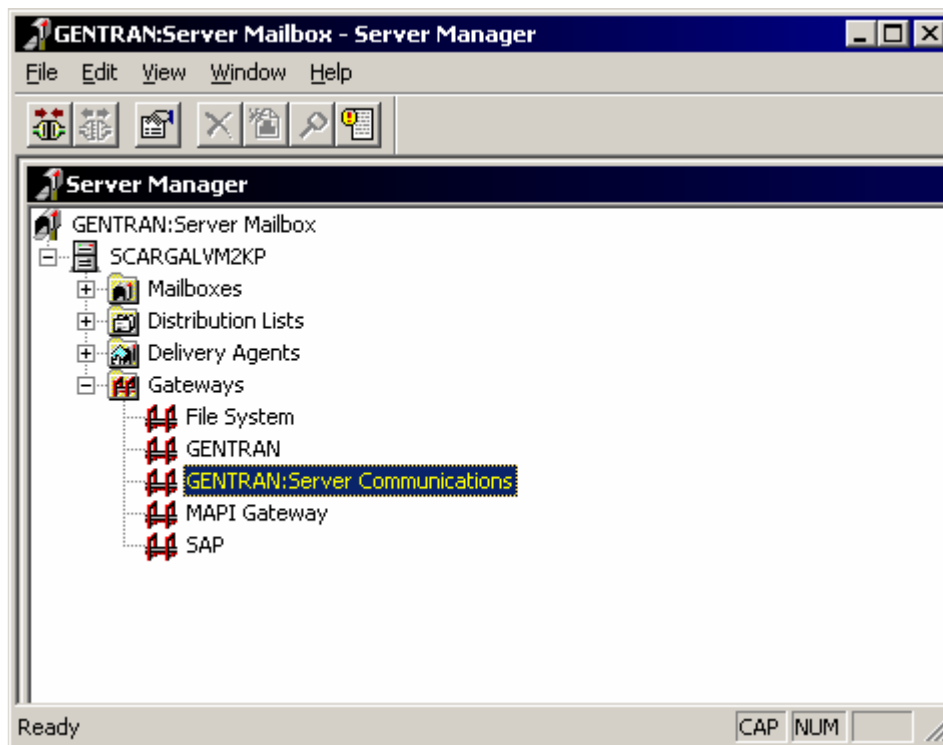 GENTRAN:Server Mailbox - Server Manager
File Edit View Window Help
Server Manager
GENTRAN:Server Mailbox
SCARGALVM2KP
Mailboxes
Distribution Lists
Delivery Agents
Gateways
File System
GENTRAN
GENTRAN:Server Communications
MAPI Gateway
SAP
Ready CAP NUM